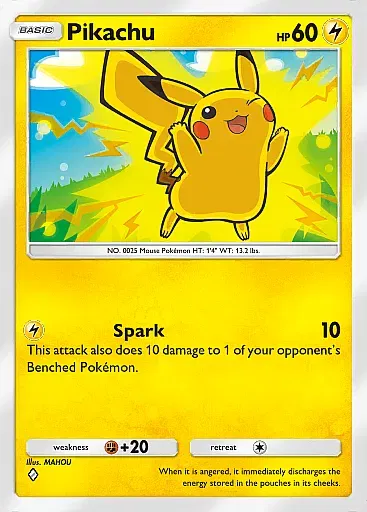 BASIC Pikachu HP 60
NO. 0025 Mouse Pokémon HT: 1'4" WT: 13.2 lbs.
Spark 10
This attack also does 10 damage to 1 of your opponent's
Benched Pokémon.
weakness +20 retreat
Illus. MAHOU
When it is angered, it immediately discharges the
energy stored in the pouches in its cheeks.